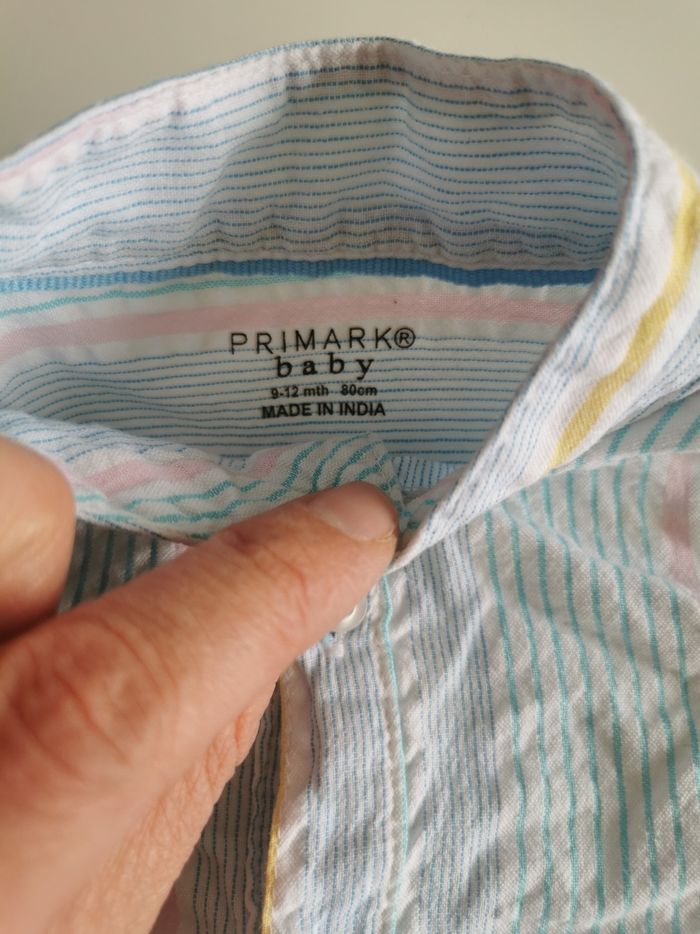 PRIMARK®
baby
9-12 mth 80cm
MADE IN INDIA